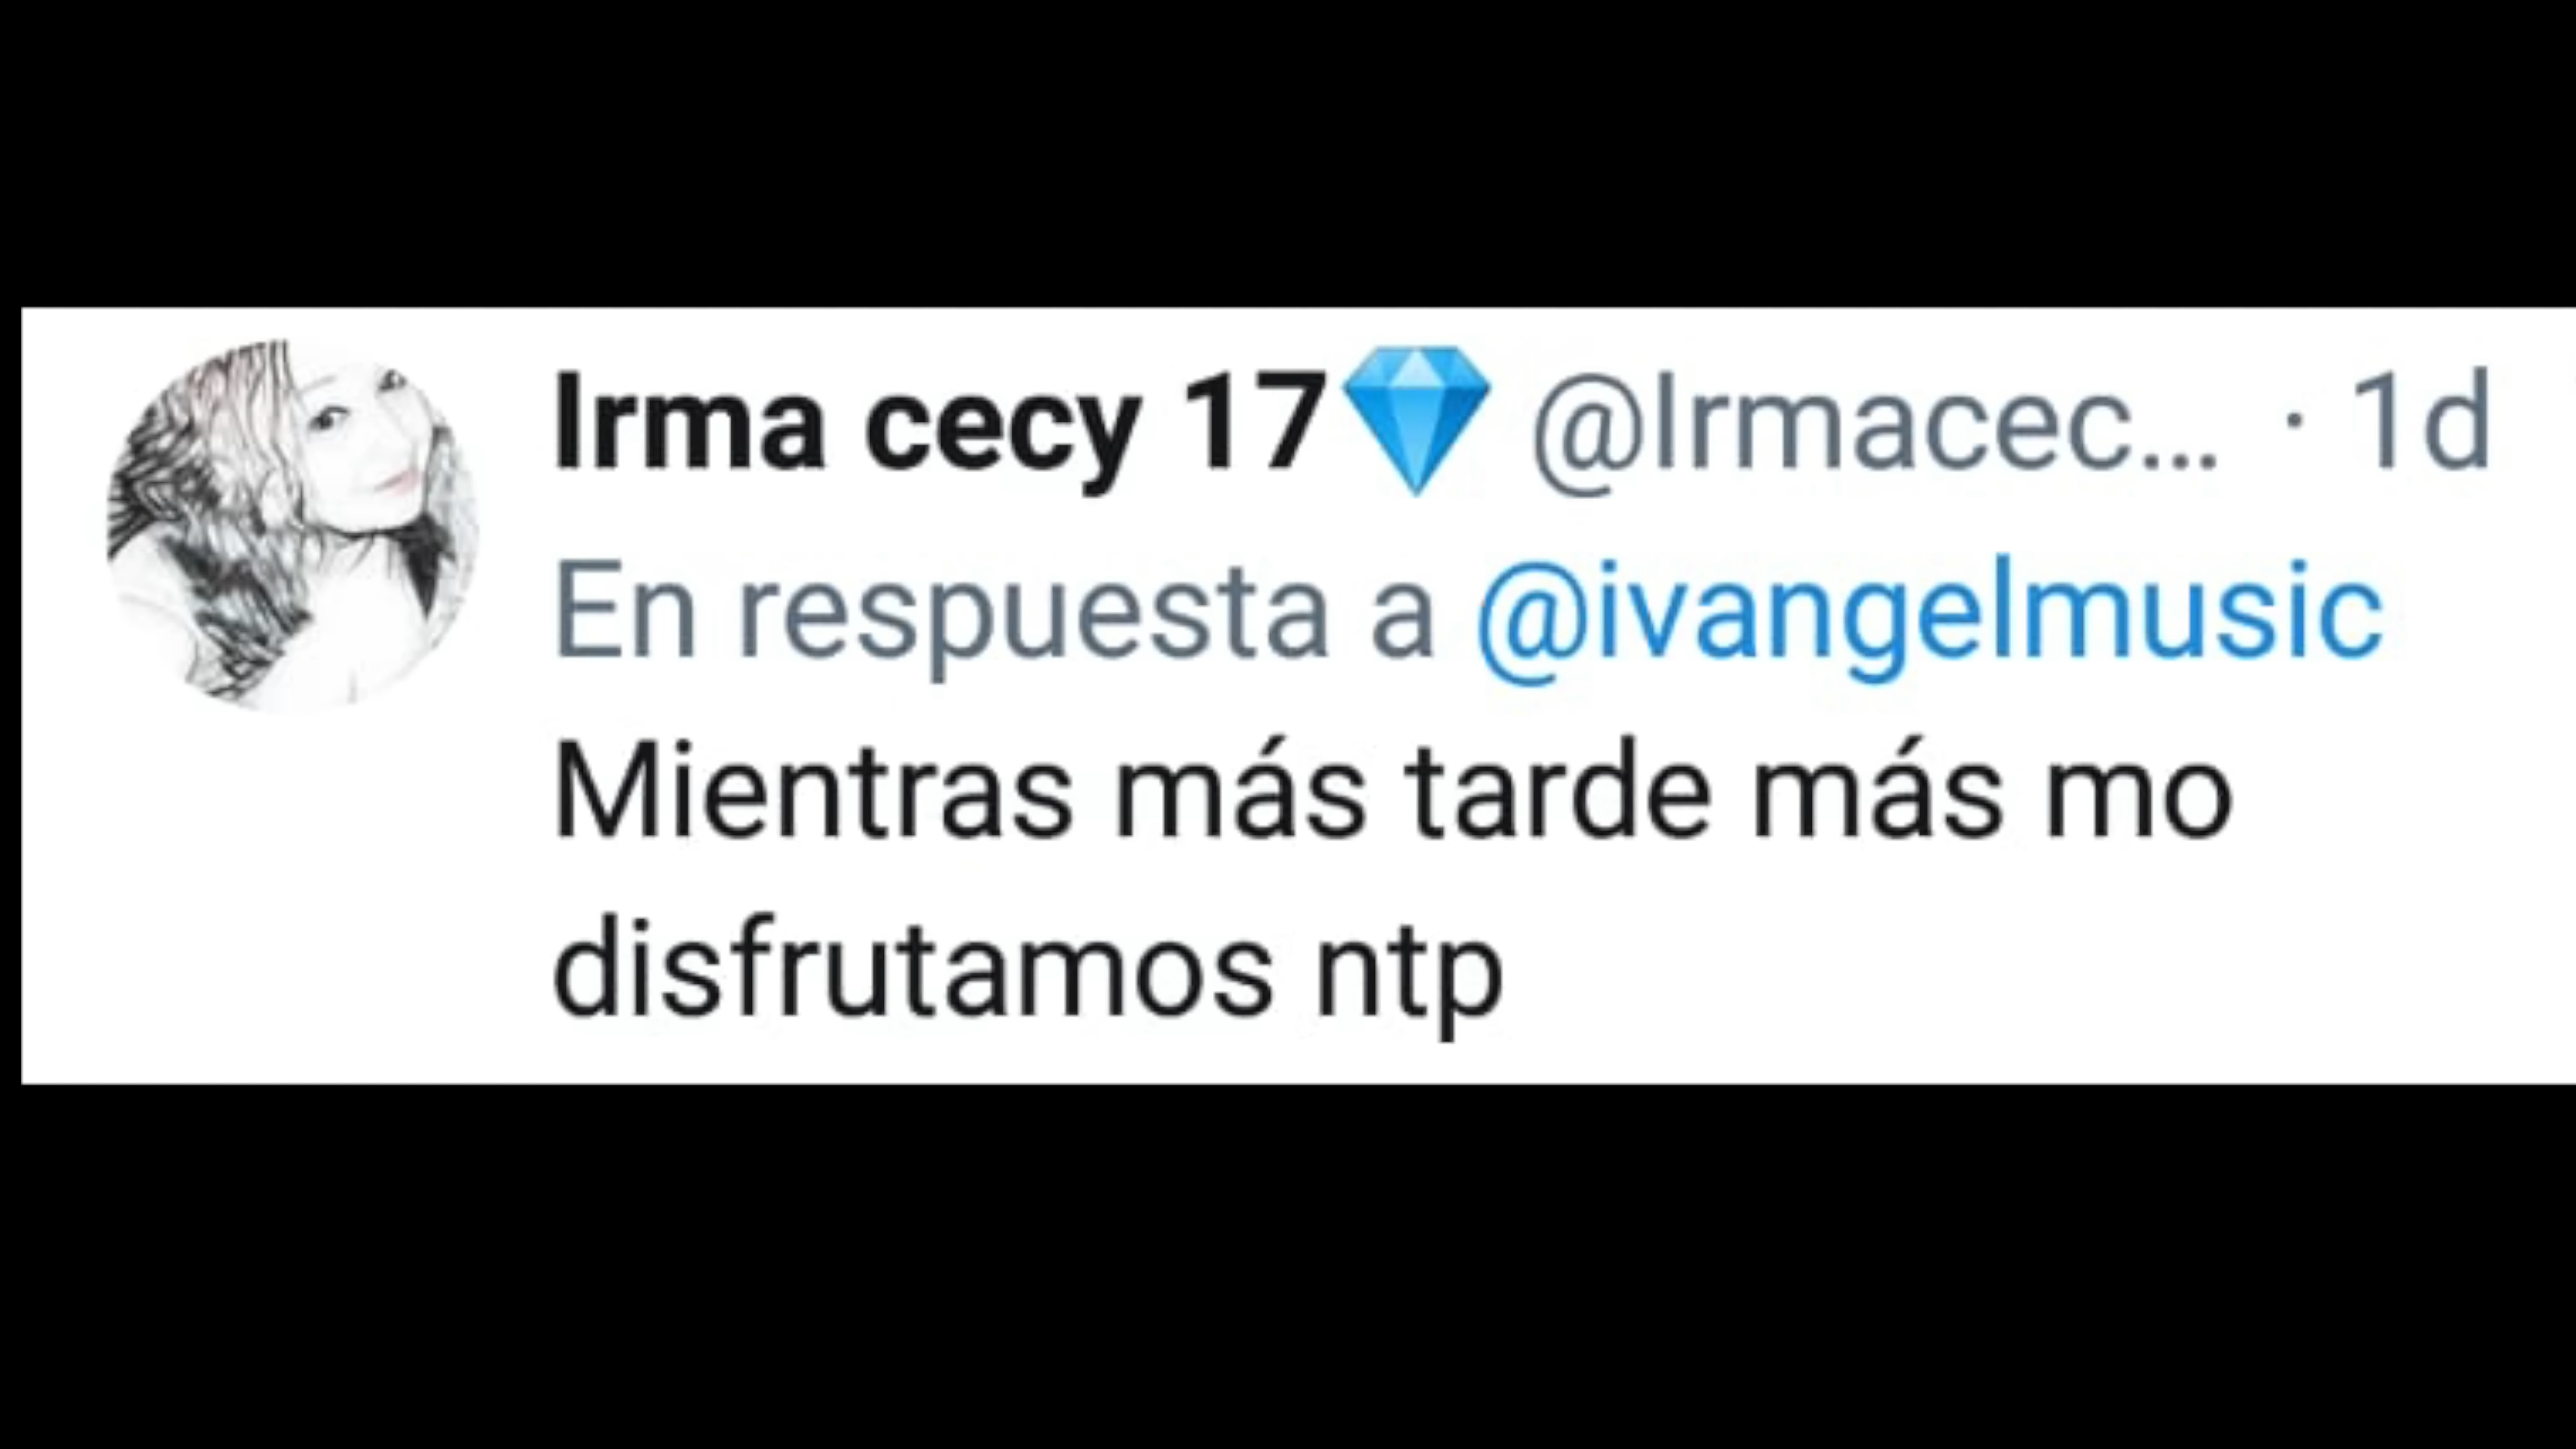 Irma cecy 17💎 @Irmacec... · 1d
En respuesta a @ivangelmusic
Mientras más tarde más mo
disfrutamos ntp